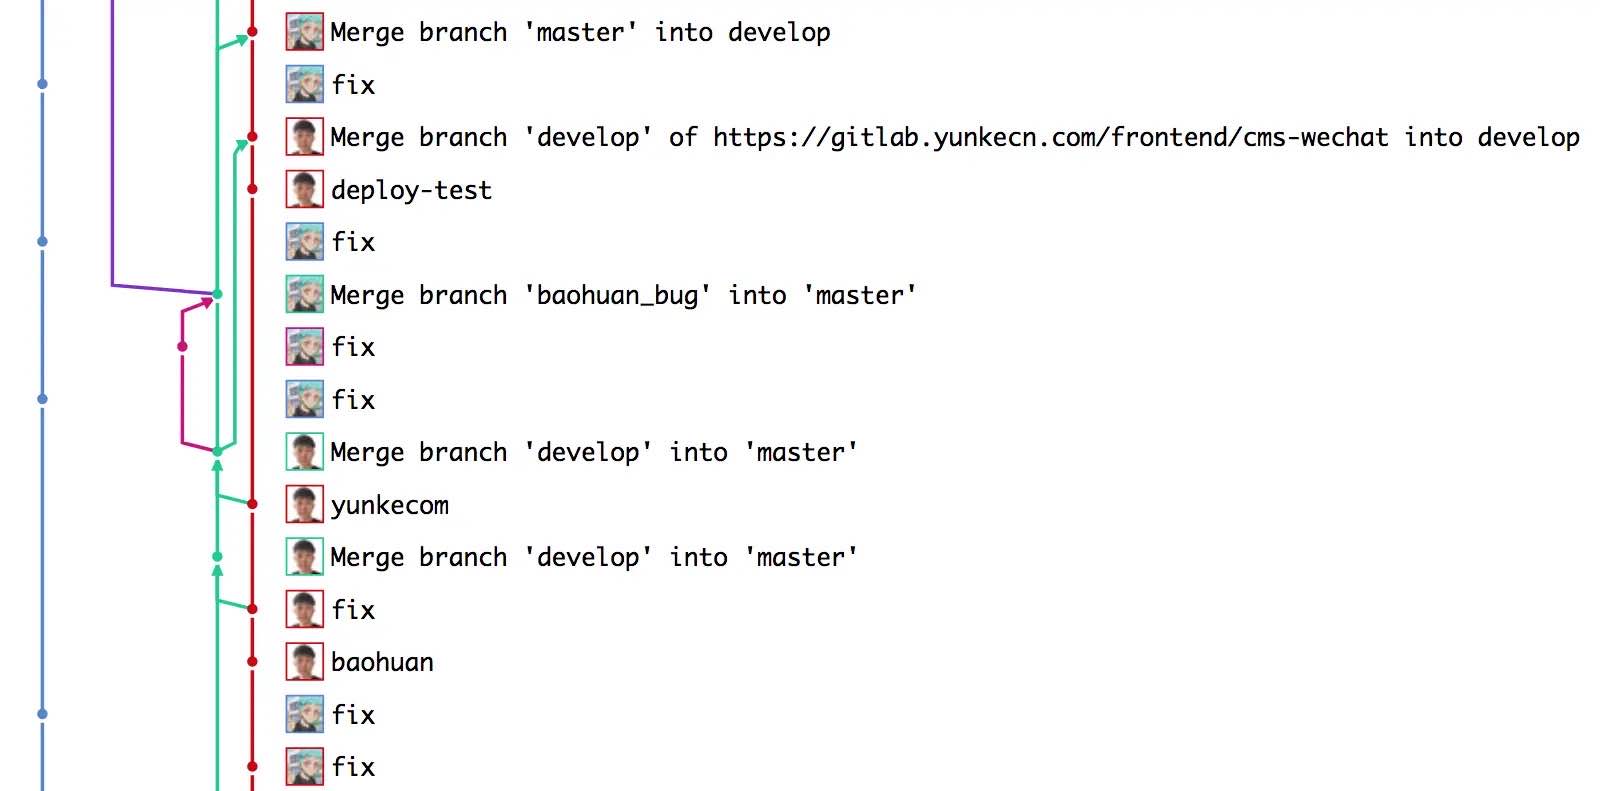 Merge branch 'master' into develop
fix
Merge branch 'develop' of https://gitlab.yunkecn.com/frontend/cms-wechat into develop
deploy-test
fix
Merge branch 'baohuan_bug' into 'master'
fix
fix
Merge branch 'develop' into 'master'
yunkecom
Merge branch 'develop' into 'master'
fix
baohuan
fix
fix